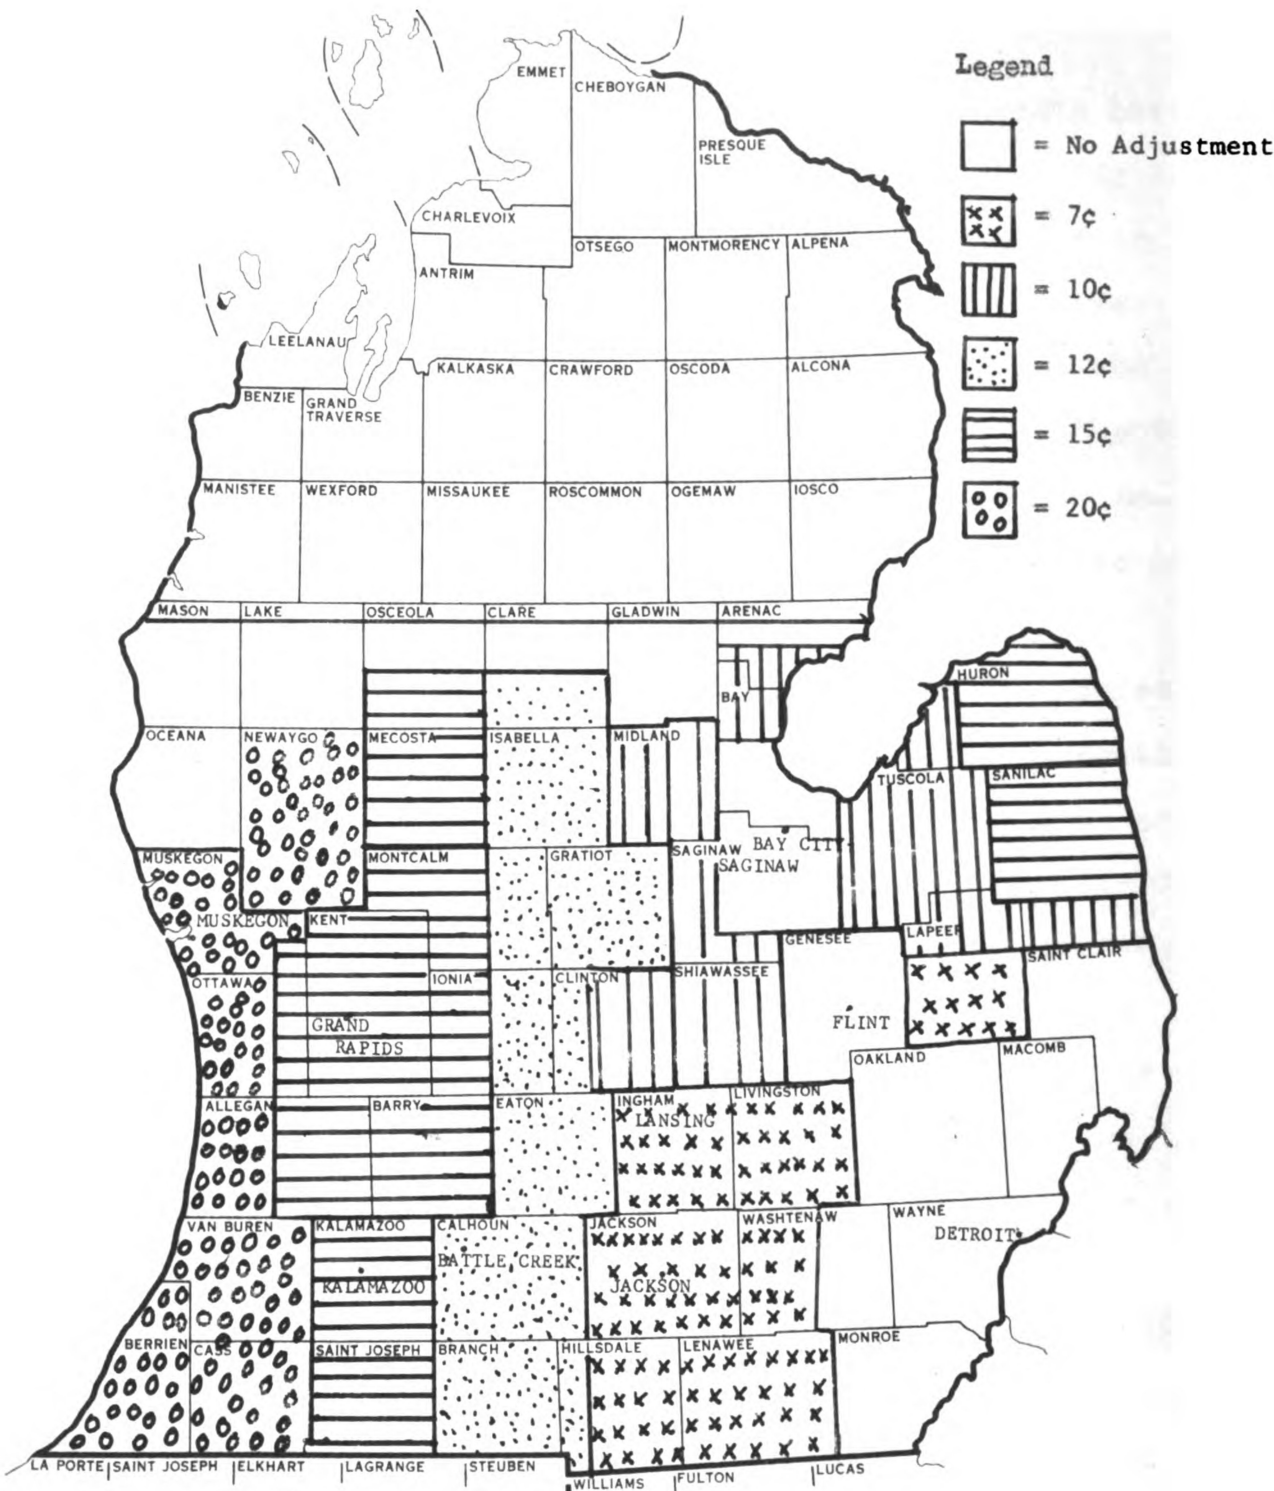 Legend
= No Adjustment
= 7¢
= 10¢
= 12¢
= 15¢
= 20¢
EMMET
CHEBOYGAN
PRESQUE
ISLE
CHARLEVOIX
OTSEGO
MONTMORENCY
ALPENA
ANTRIM
LEELANAU
KALKASKA
CRAWFORD
OSCODA
ALCONA
BENZIE
GRAND
TRAVERSE
MANISTEE
WEXFORD
MISSAUKEE
ROSCOMMON
OGEMAW
IOSCO
MASON
LAKE
OSCEOLA
CLARE
GLADWIN
ARENAC
HURON
BAY
OCEANA
NEWAYGO
MECOSTA
ISABELLA
MIDLAND
TUSCOLA
SANILAC
MUSKEGON
MONTCALM
GRATIOT
SAGINAW
BAY CITY
SAGINAW
MUSKEGON
KENT
GENESEE
LAPEER
SAINT CLAIR
OTTAWA
IONIA
CLINTON
SHIAWASSEE
GRAND
RAPIDS
FLINT
OAKLAND
MACOMB
ALLEGAN
BARRY
EATON
INGHAM
LIVINGSTON
LANSING
VAN BUREN
KALAMAZOO
CALHOUN
JACKSON
WASHTENAW
WAYNE
DETROIT
BATTLE CREEK
KALAMAZOO
JACKSON
BERRIEN
CASS
SAINT JOSEPH
BRANCH
HILLSDALE
LENAWEE
MONROE
LA PORTE
SAINT JOSEPH
ELKHART
LAGRANGE
STEUBEN
WILLIAMS
FULTON
LUCAS